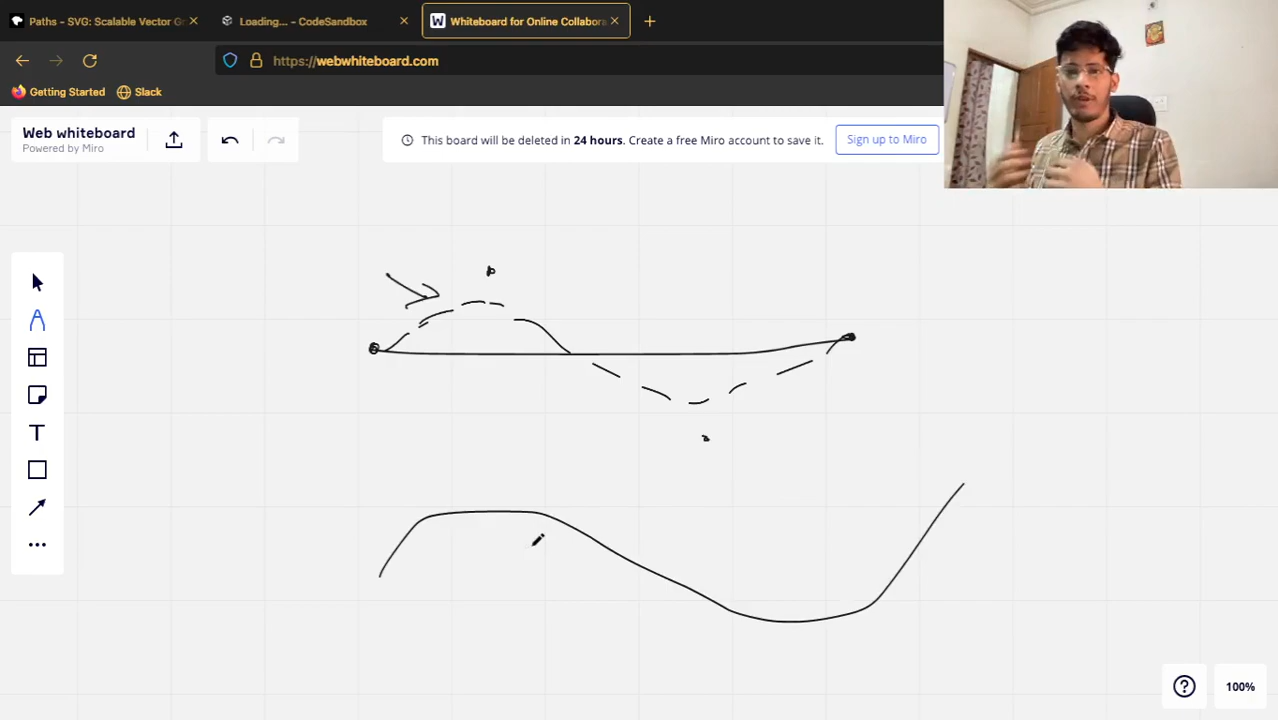 Paths - SVG: Scalable Vector Gr
Loading... – CodeSandbox
Whiteboard for Online Collabora
https://webwhiteboard.com
Getting Started
Slack
Web whiteboard
Powered by Miro
This board will be deleted in 24 hours. Create a free Miro account to save it.
Sign up to Miro
100%